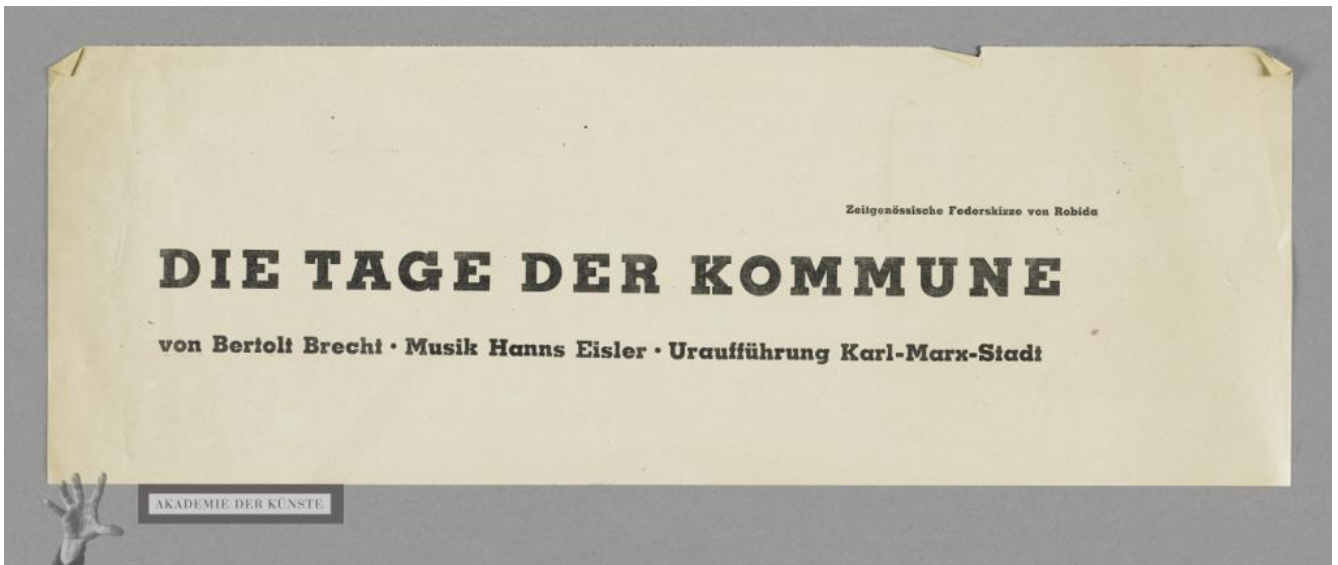 Zeitgenössische Federskizze von Robida
DIE TAGE DER KOMMUNE
von Bertolt Brecht · Musik Hanns Eisler · Uraufführung Karl-Marx-Stadt
AKADEMIE DER KÜNSTE